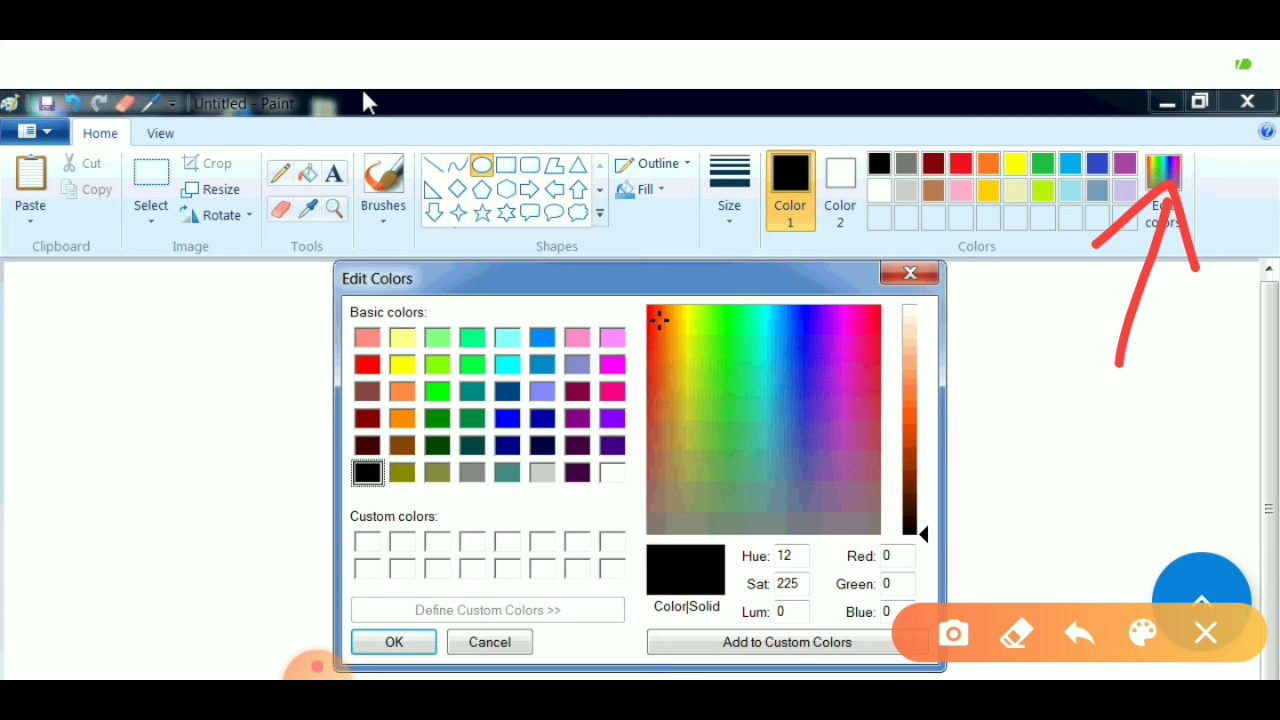 Untitled - Paint
Home View
Cut
Copy
Paste
Clipboard
Select
Crop
Resize
Rotate
Image
A
Tools
Brushes
Shapes
Outline
Fill
Size
Color 1
Color 2
Colors
Edit Colors
Basic colors:
Custom colors:
Define Custom Colors >>
OK Cancel
Hue: 12 Red: 0
Sat: 225 Green: 0
Color|Solid
Lum: 0 Blue: 0
Add to Custom Colors